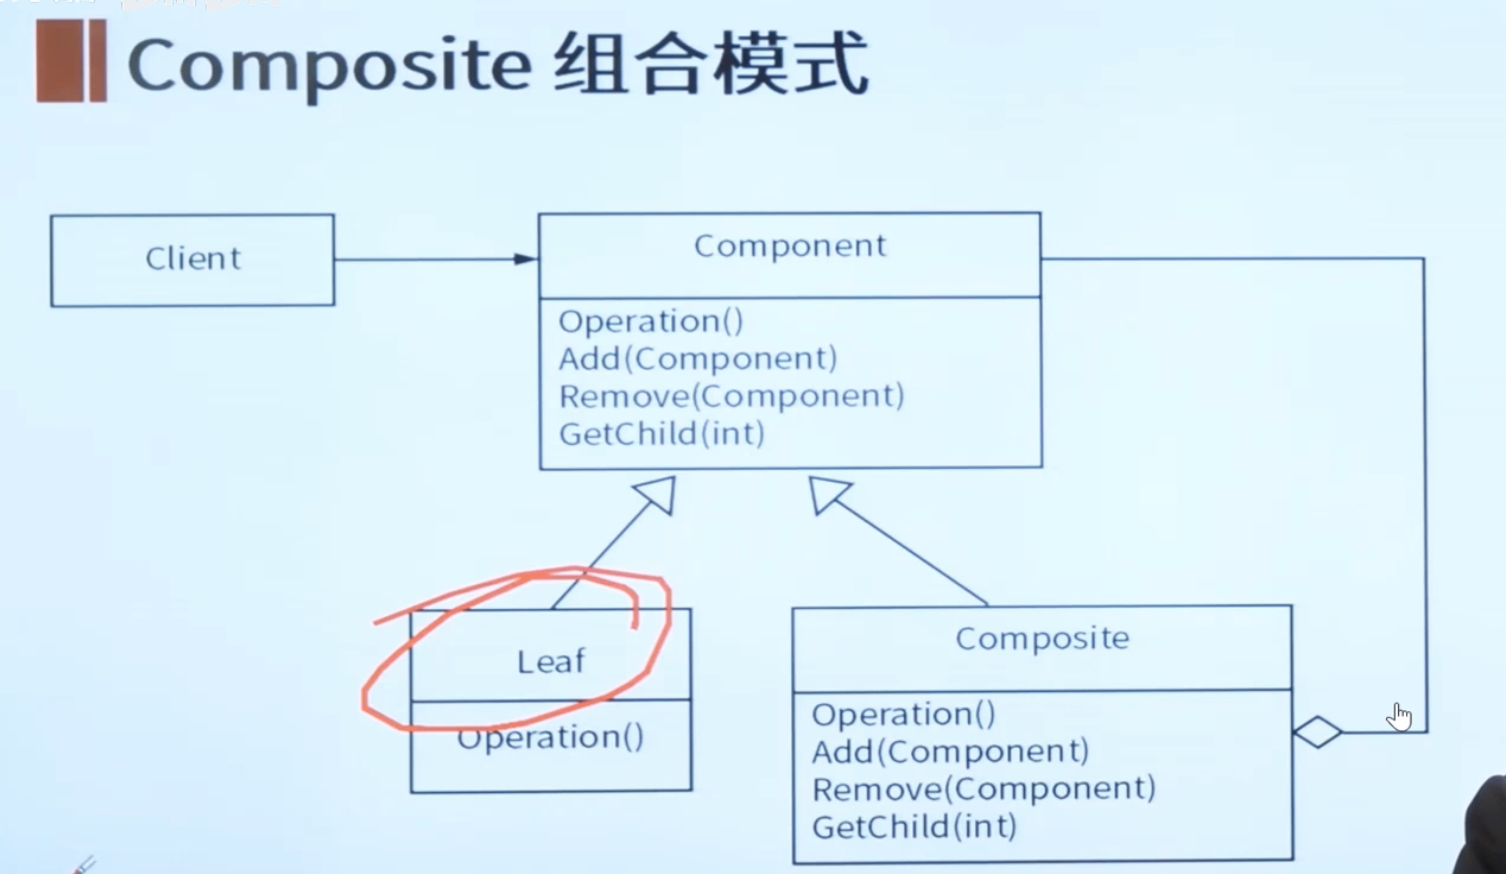 Composite 组合模式
Client
Component
Operation()
Add(Component)
Remove(Component)
GetChild(int)
Leaf
Operation()
Composite
Operation()
Add(Component)
Remove(Component)
GetChild(int)